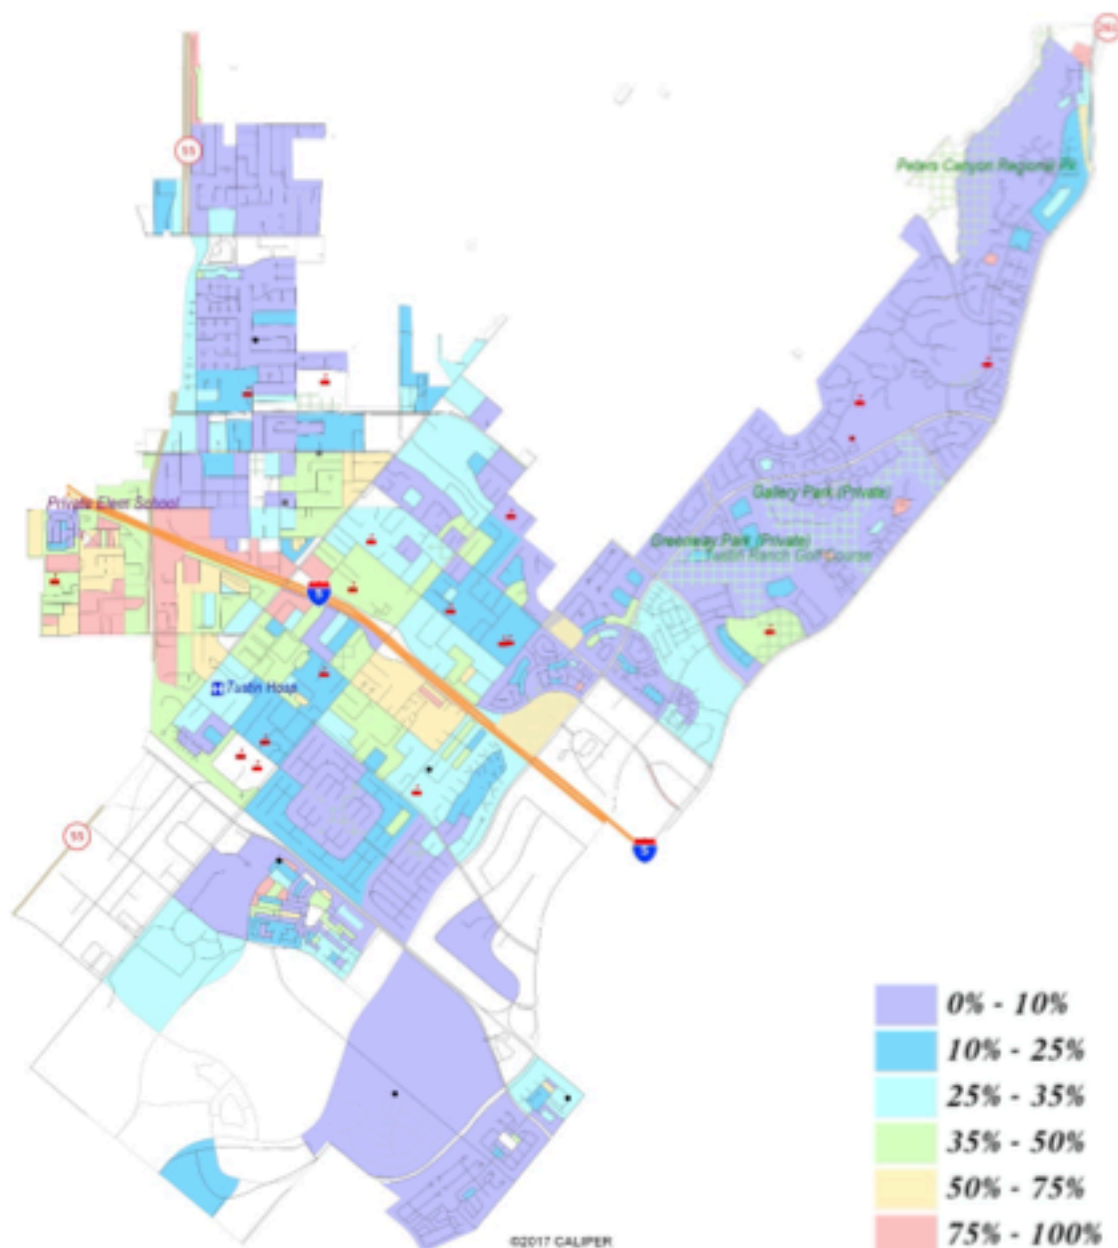 55
Peters Canyon Regional Pk
Private Elem School
Gallery Park (Private)
Greenway Park (Private)
Tustin Ranch Golf Course
5
H Tustin Hosp
55
5
0% - 10%
10% - 25%
25% - 35%
35% - 50%
50% - 75%
75% - 100%
©2017 CALIPER